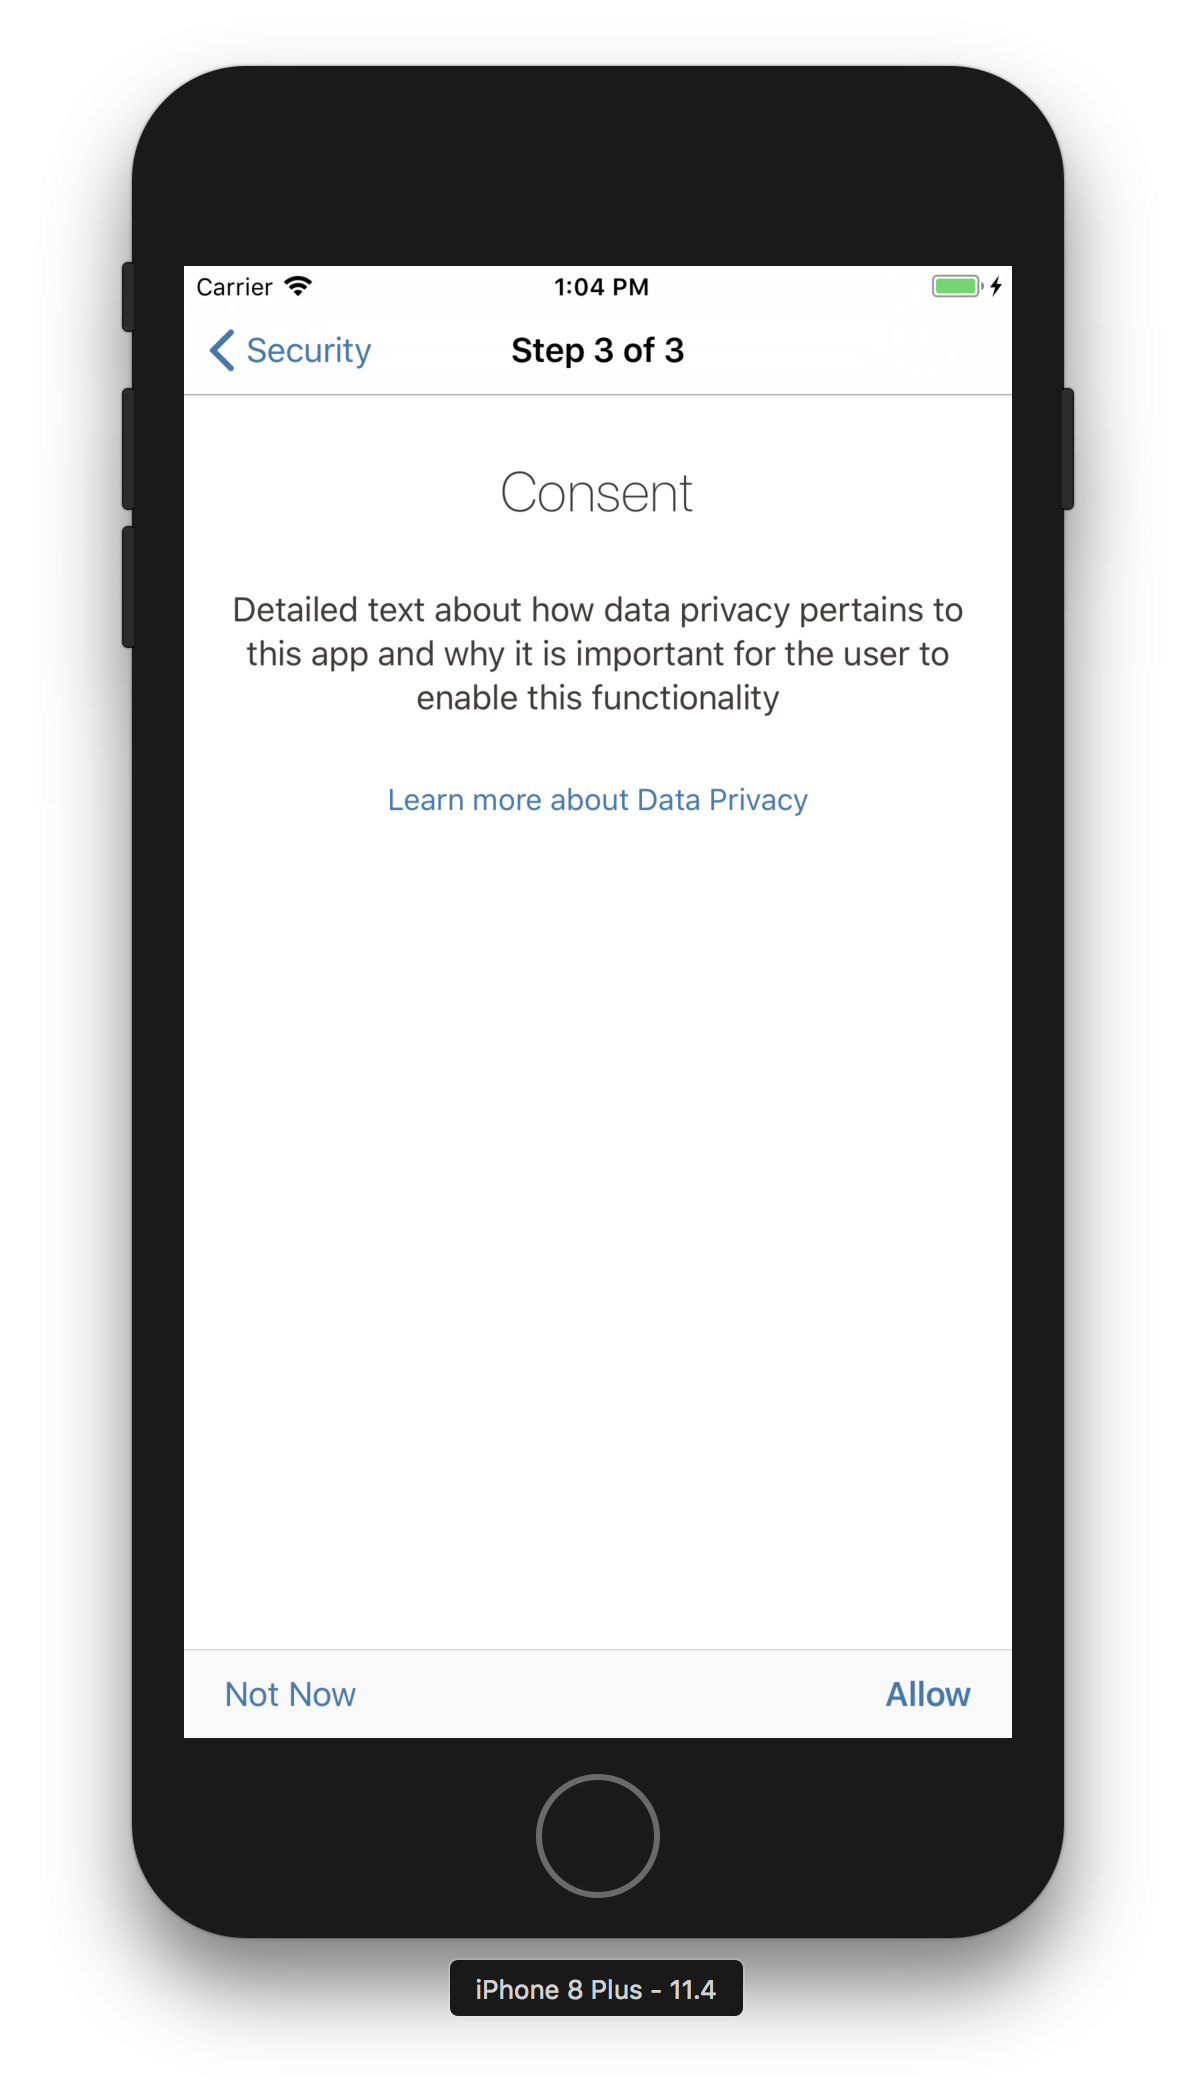 Carrier
1:04 PM
Security
Step 3 of 3
Consent
Detailed text about how data privacy pertains to
this app and why it is important for the user to
enable this functionality
Learn more about Data Privacy
Not Now
Allow
iPhone 8 Plus - 11.4